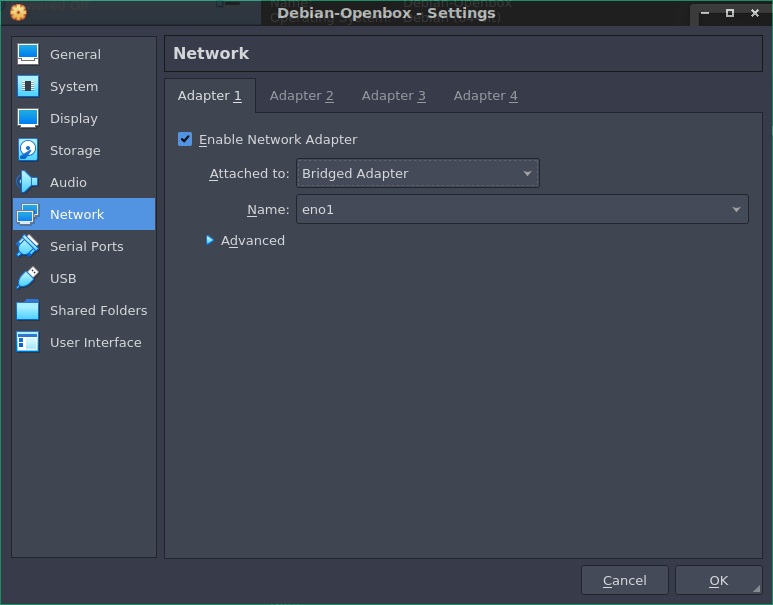 Debian-Openbox - Settings
General
System
Display
Storage
Audio
Network
Serial Ports
USB
Shared Folders
User Interface
Network
Adapter 1 Adapter 2 Adapter 3 Adapter 4
Enable Network Adapter
Attached to: Bridged Adapter
Name: eno1
Advanced
Cancel OK